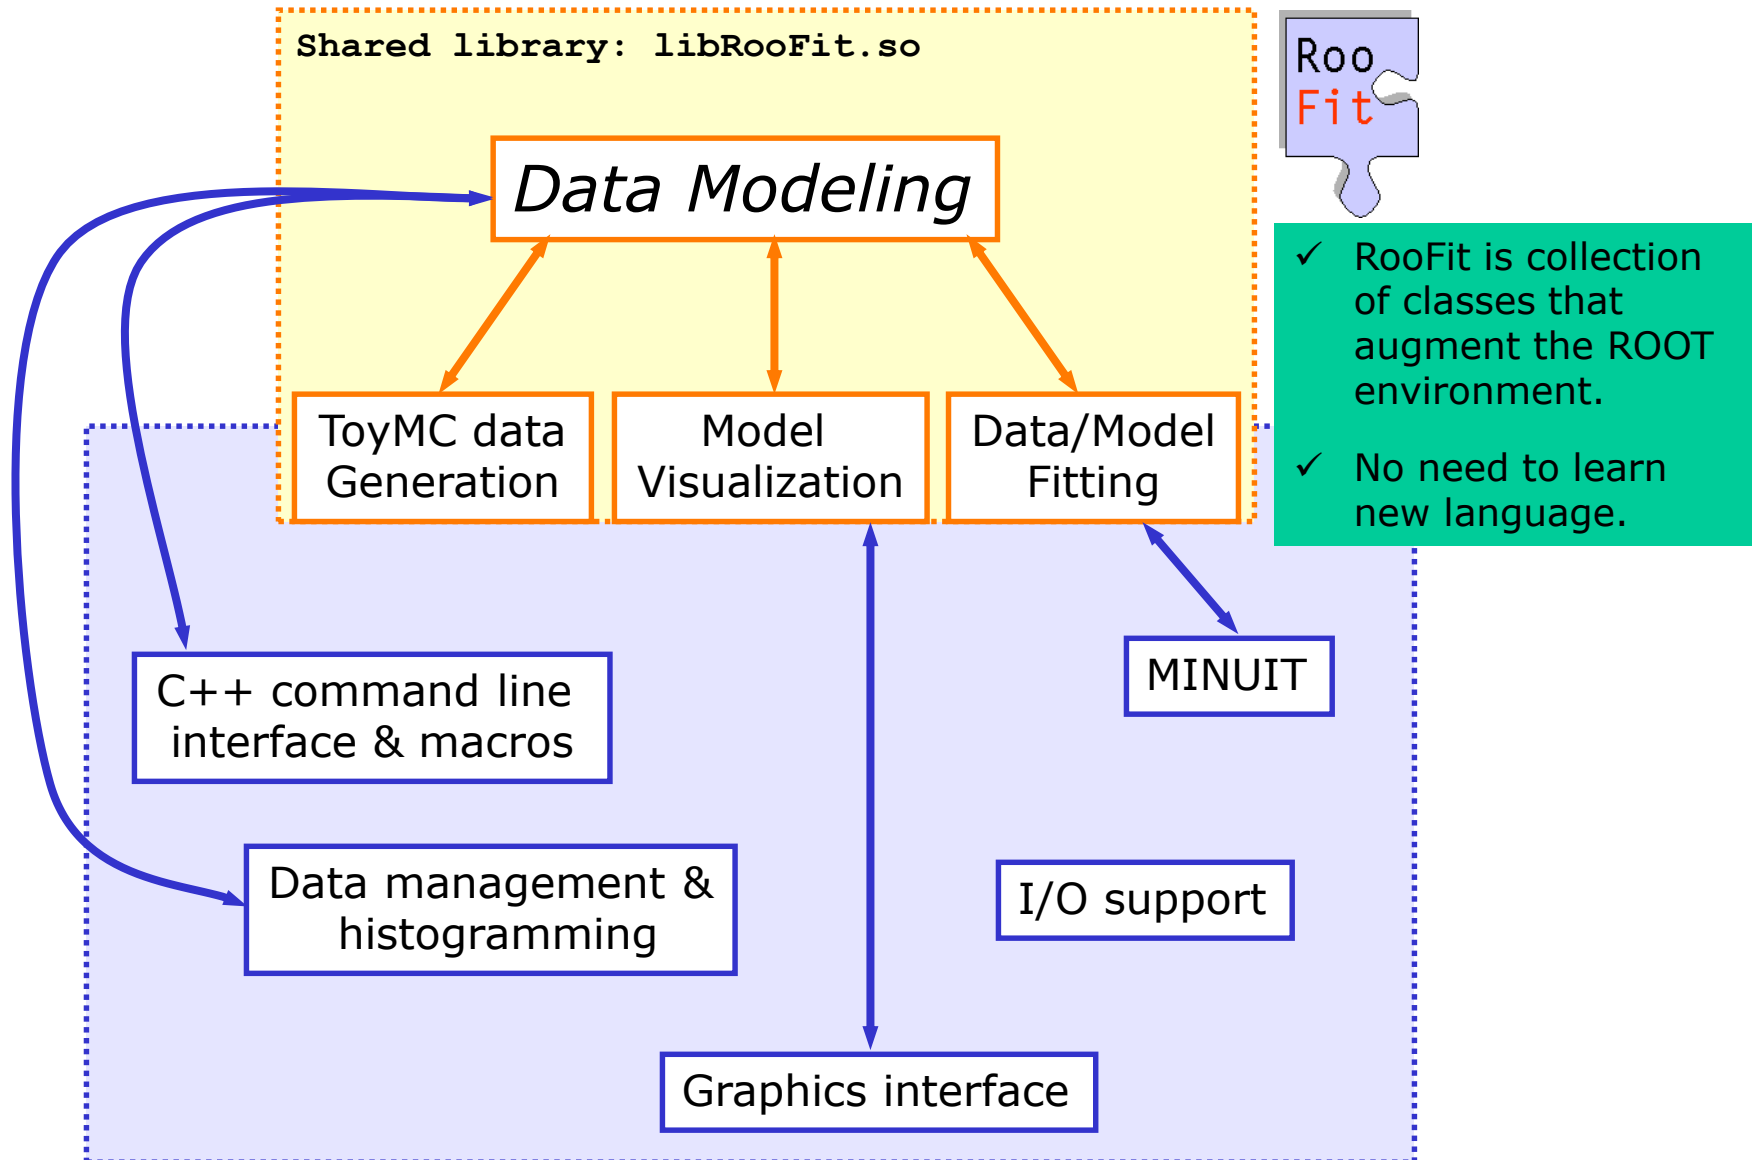 Shared library: libRooFit.so
Roo
Fit
Data Modeling
✓ RooFit is collection
of classes that
augment the ROOT
environment.
✓ No need to learn
new language.
ToyMC data
Generation
Model
Visualization
Data/Model
Fitting
C++ command line
interface & macros
MINUIT
Data management &
histogramming
I/O support
Graphics interface